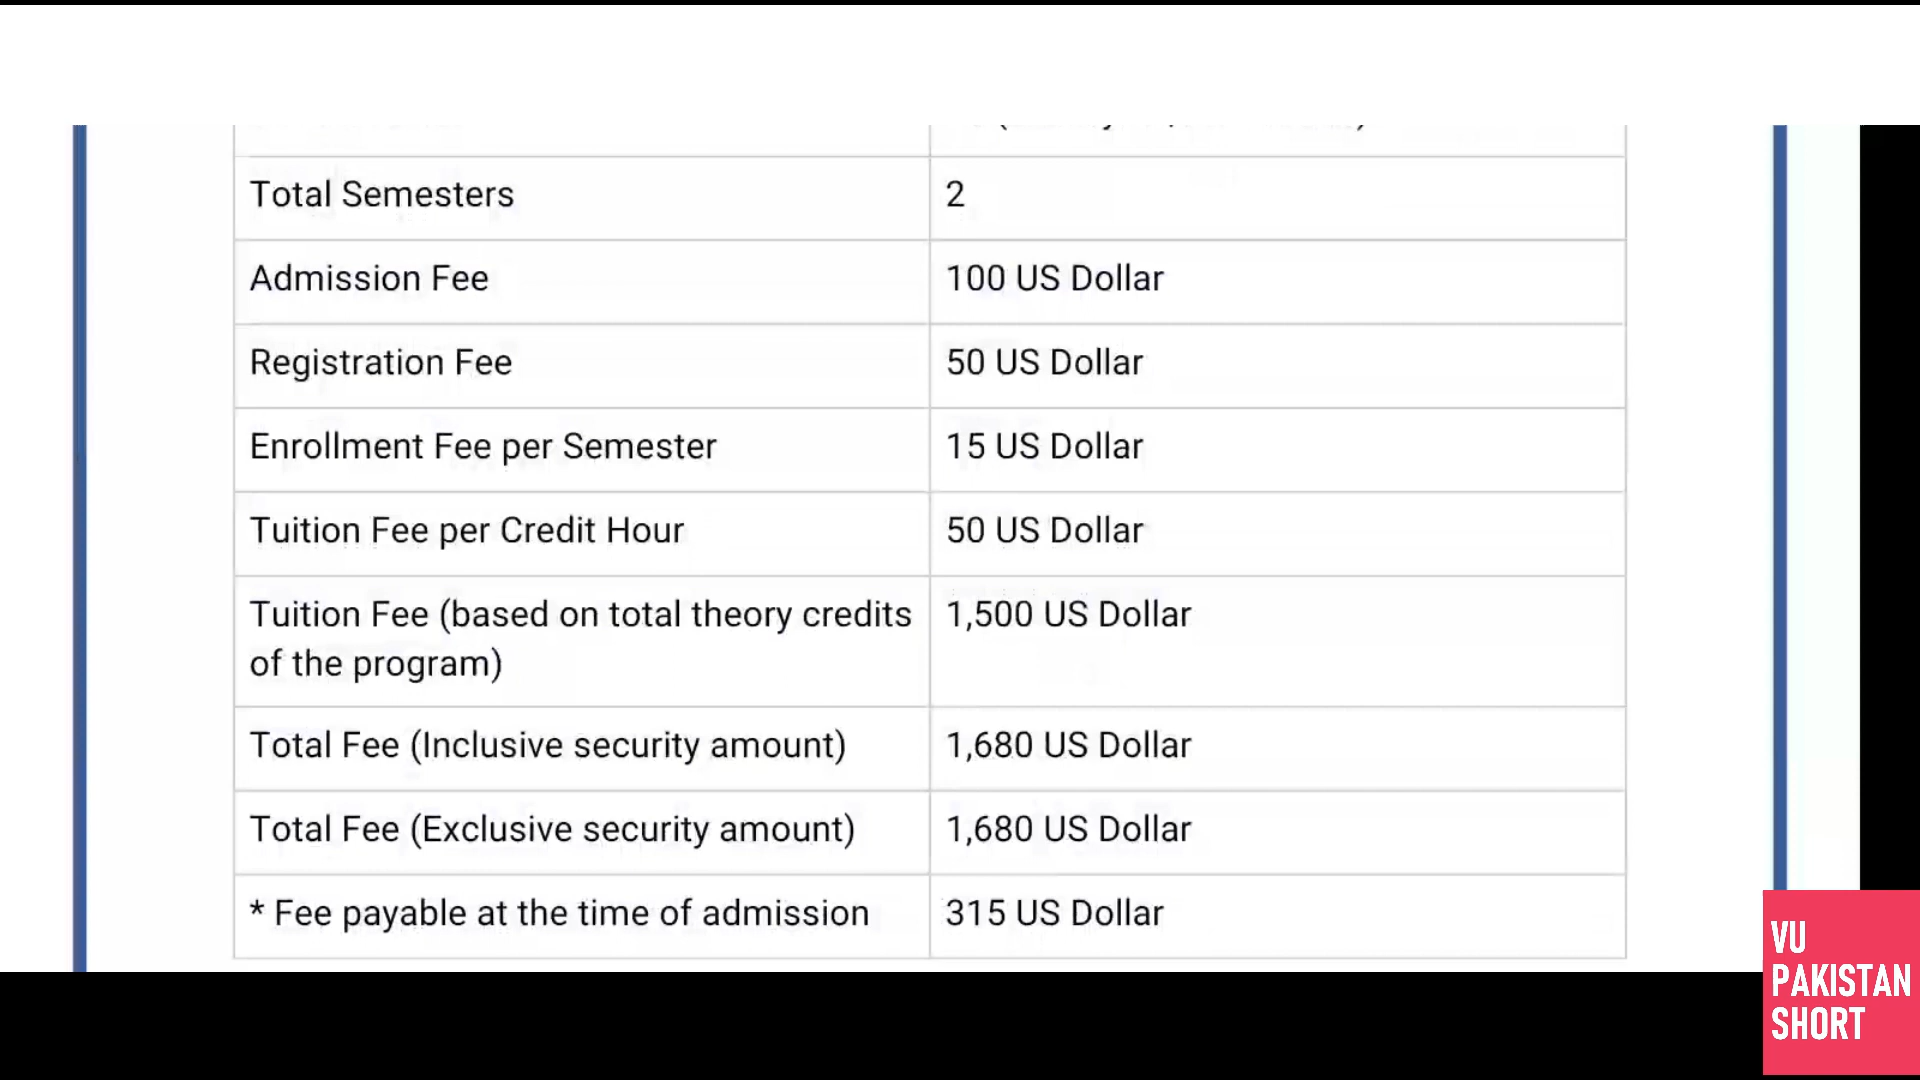 Total Semesters 2
Admission Fee 100 US Dollar
Registration Fee 50 US Dollar
Enrollment Fee per Semester 15 US Dollar
Tuition Fee per Credit Hour 50 US Dollar
Tuition Fee (based on total theory credits 1,500 US Dollar
of the program)
Total Fee (Inclusive security amount) 1,680 US Dollar
Total Fee (Exclusive security amount) 1,680 US Dollar
* Fee payable at the time of admission 315 US Dollar
VU
PAKISTAN
SHORT